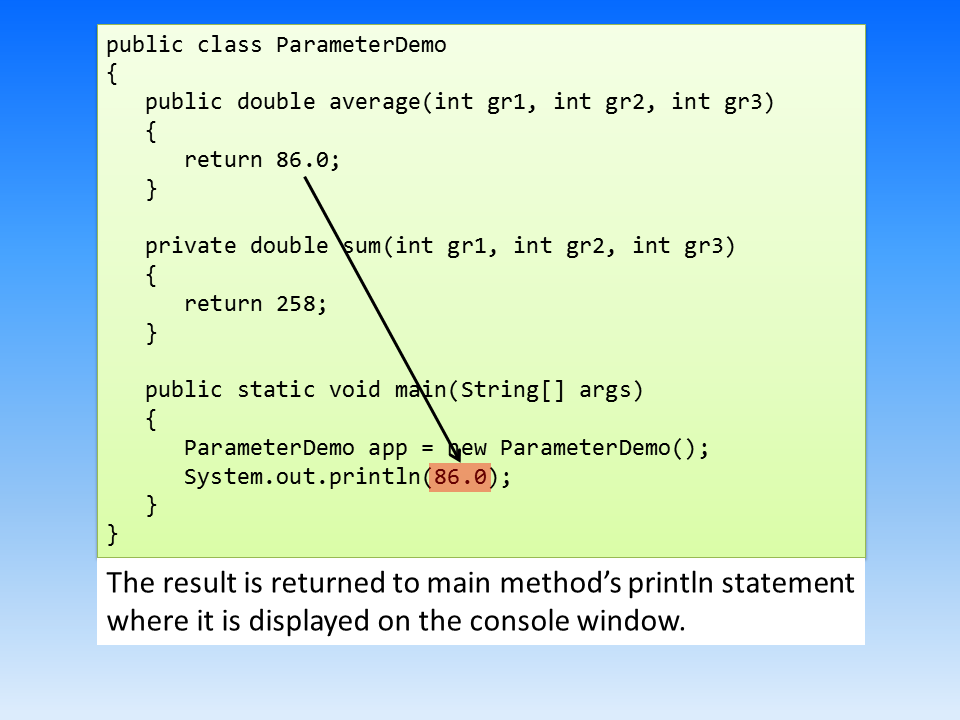 public class ParameterDemo
{
   public double average(int gr1, int gr2, int gr3)
   {
      return 86.0;
   }

   private double sum(int gr1, int gr2, int gr3)
   {
      return 258;
   }

   public static void main(String[] args)
   {
      ParameterDemo app = new ParameterDemo();
      System.out.println(86.0);
   }
}
The result is returned to main method’s println statement
where it is displayed on the console window.